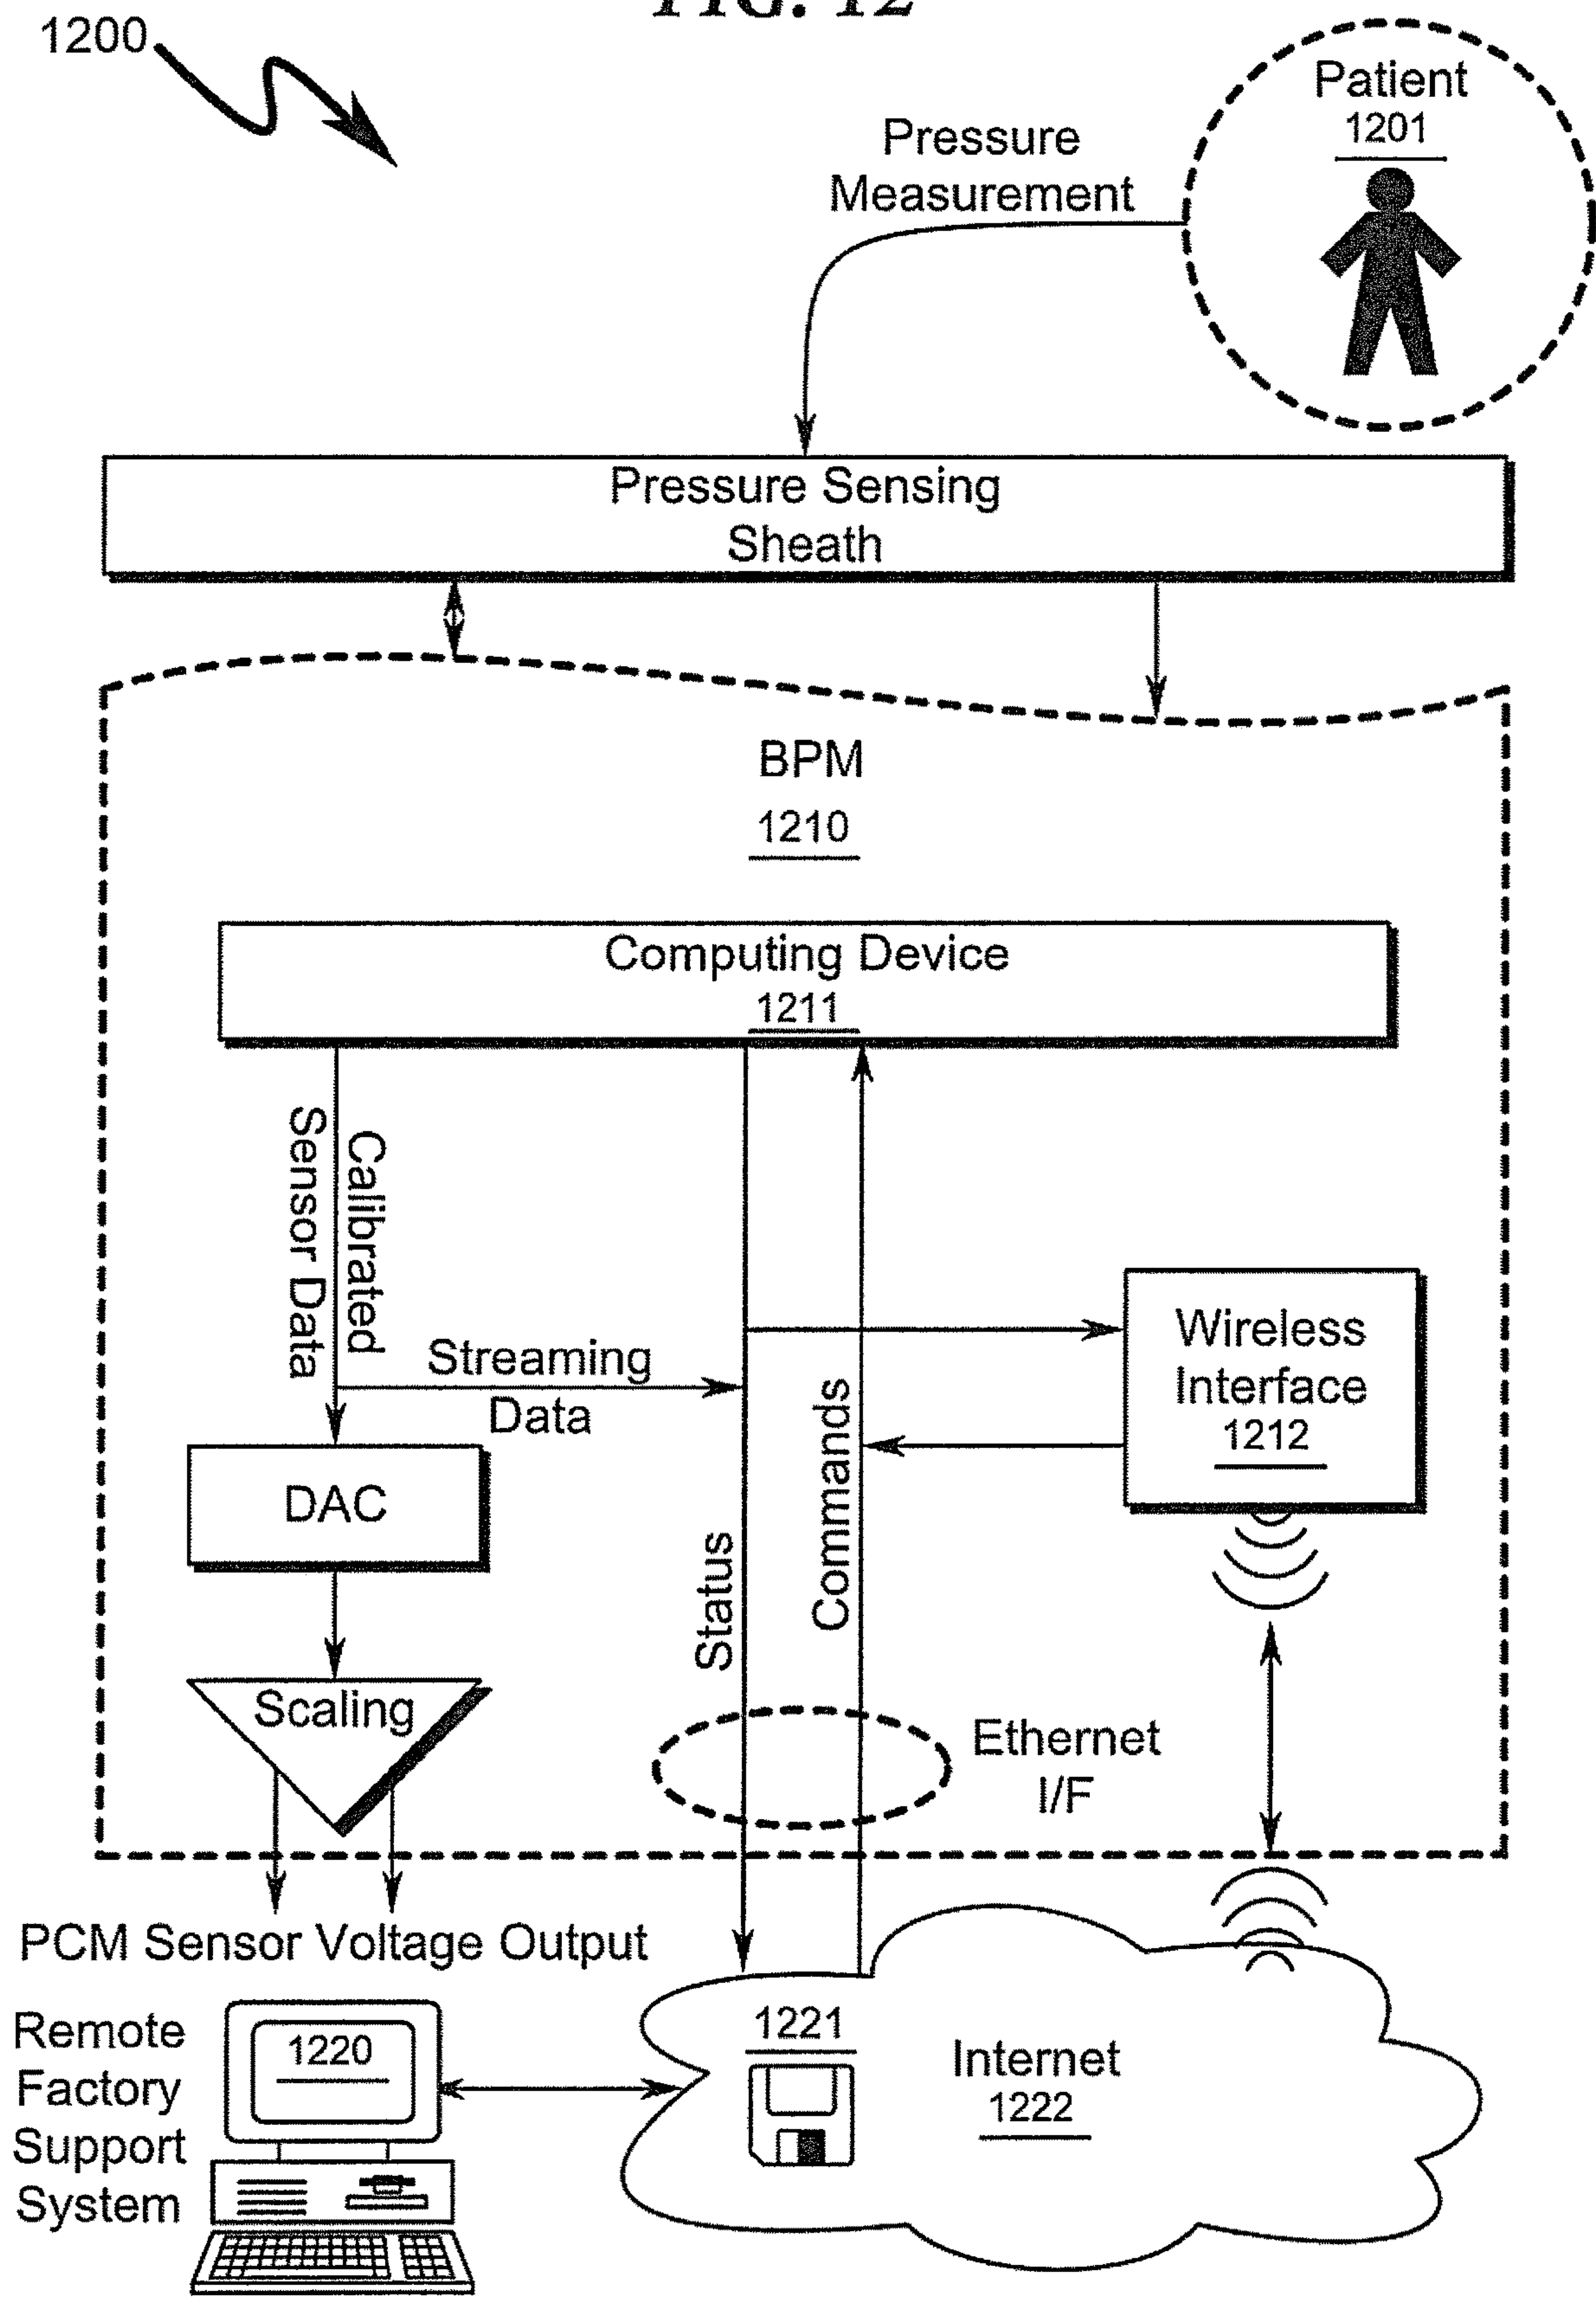 FIG. 12
1200
Patient
1201
Pressure
Measurement
Pressure Sensing
Sheath
BPM
1210
Computing Device
1211
Calibrated
Sensor Data
Streaming
Data
Wireless
Interface
1212
DAC
Commands
Status
Scaling
Ethernet
I/F
PCM Sensor Voltage Output
Remote
Factory
Support
System
1220
1221
Internet
1222